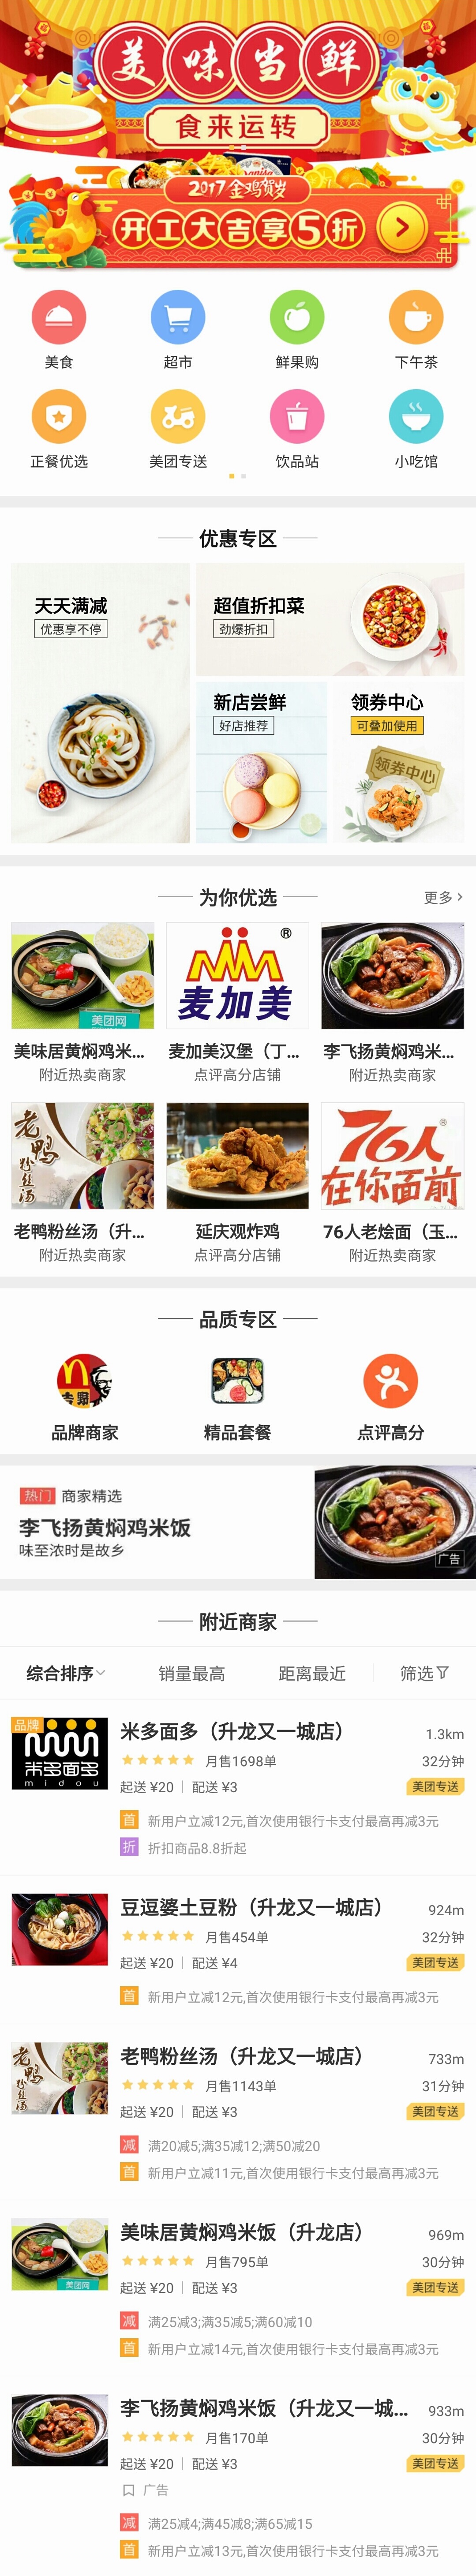 美味当鲜
食来运转
2017金鸡贺岁
开工大吉享5折
美食
超市
鲜果购
下午茶
正餐优选
美团专送
饮品站
小吃馆
优惠专区
天天满减
优惠享不停
超值折扣菜
劲爆折扣
新店尝鲜
好店推荐
领券中心
可叠加使用
领券中心
为你优选
更多
美团网
麦加美
®
美味居黄焖鸡米...
麦加美汉堡（丁...
李飞扬黄焖鸡米...
附近热卖商家
点评高分店铺
附近热卖商家
老鸭粉丝汤
76人
®
在你面前
老鸭粉丝汤（升...
延庆观炸鸡
76人老烩面（玉...
附近热卖商家
点评高分店铺
附近热卖商家
品质专区
品牌商家
精品套餐
点评高分
热门
商家精选
李飞扬黄焖鸡米饭
味至浓时是故乡
广告
附近商家
综合排序
销量最高
距离最近
筛选
品牌
米多面多
midou
米多面多（升龙又一城店）
1.3km
月售1698单
32分钟
起送 ¥20
配送 ¥3
美团专送
首 新用户立减12元,首次使用银行卡支付最高再减3元
折 折扣商品8.8折起
豆逗婆土豆粉（升龙又一城店）
924m
月售454单
32分钟
起送 ¥20
配送 ¥4
美团专送
首 新用户立减12元,首次使用银行卡支付最高再减3元
老鸭粉丝汤
老鸭粉丝汤（升龙又一城店）
733m
月售1143单
31分钟
起送 ¥20
配送 ¥3
美团专送
减 满20减5;满35减12;满50减20
首 新用户立减11元,首次使用银行卡支付最高再减3元
美团网
美味居黄焖鸡米饭（升龙店）
969m
月售795单
30分钟
起送 ¥20
配送 ¥3
美团专送
减 满25减3;满35减5;满60减10
首 新用户立减14元,首次使用银行卡支付最高再减3元
李飞扬黄焖鸡米饭（升龙又一城...
933m
月售170单
30分钟
起送 ¥20
配送 ¥3
美团专送
广告
减 满25减4;满45减8;满65减15
首 新用户立减13元,首次使用银行卡支付最高再减3元